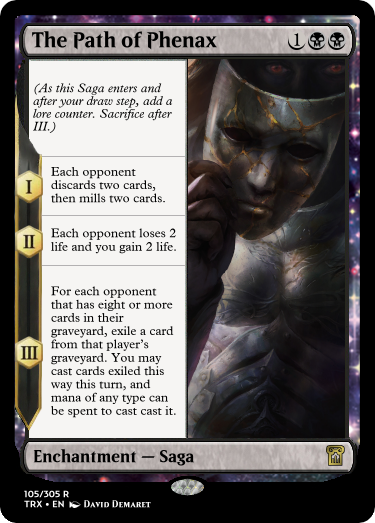 The Path of Phenax 1
(As this Saga enters and
after your draw step, add a
lore counter. Sacrifice after
III.)
I
Each opponent
discards two cards,
then mills two cards.
II
Each opponent loses 2
life and you gain 2 life.
III
For each opponent
that has eight or more
cards in their
graveyard, exile a card
from that player's
graveyard. You may
cast cards exiled this
way this turn, and
mana of any type can
be spent to cast cast it.
Enchantment — Saga
105/305 R
TRX • EN David Demaret